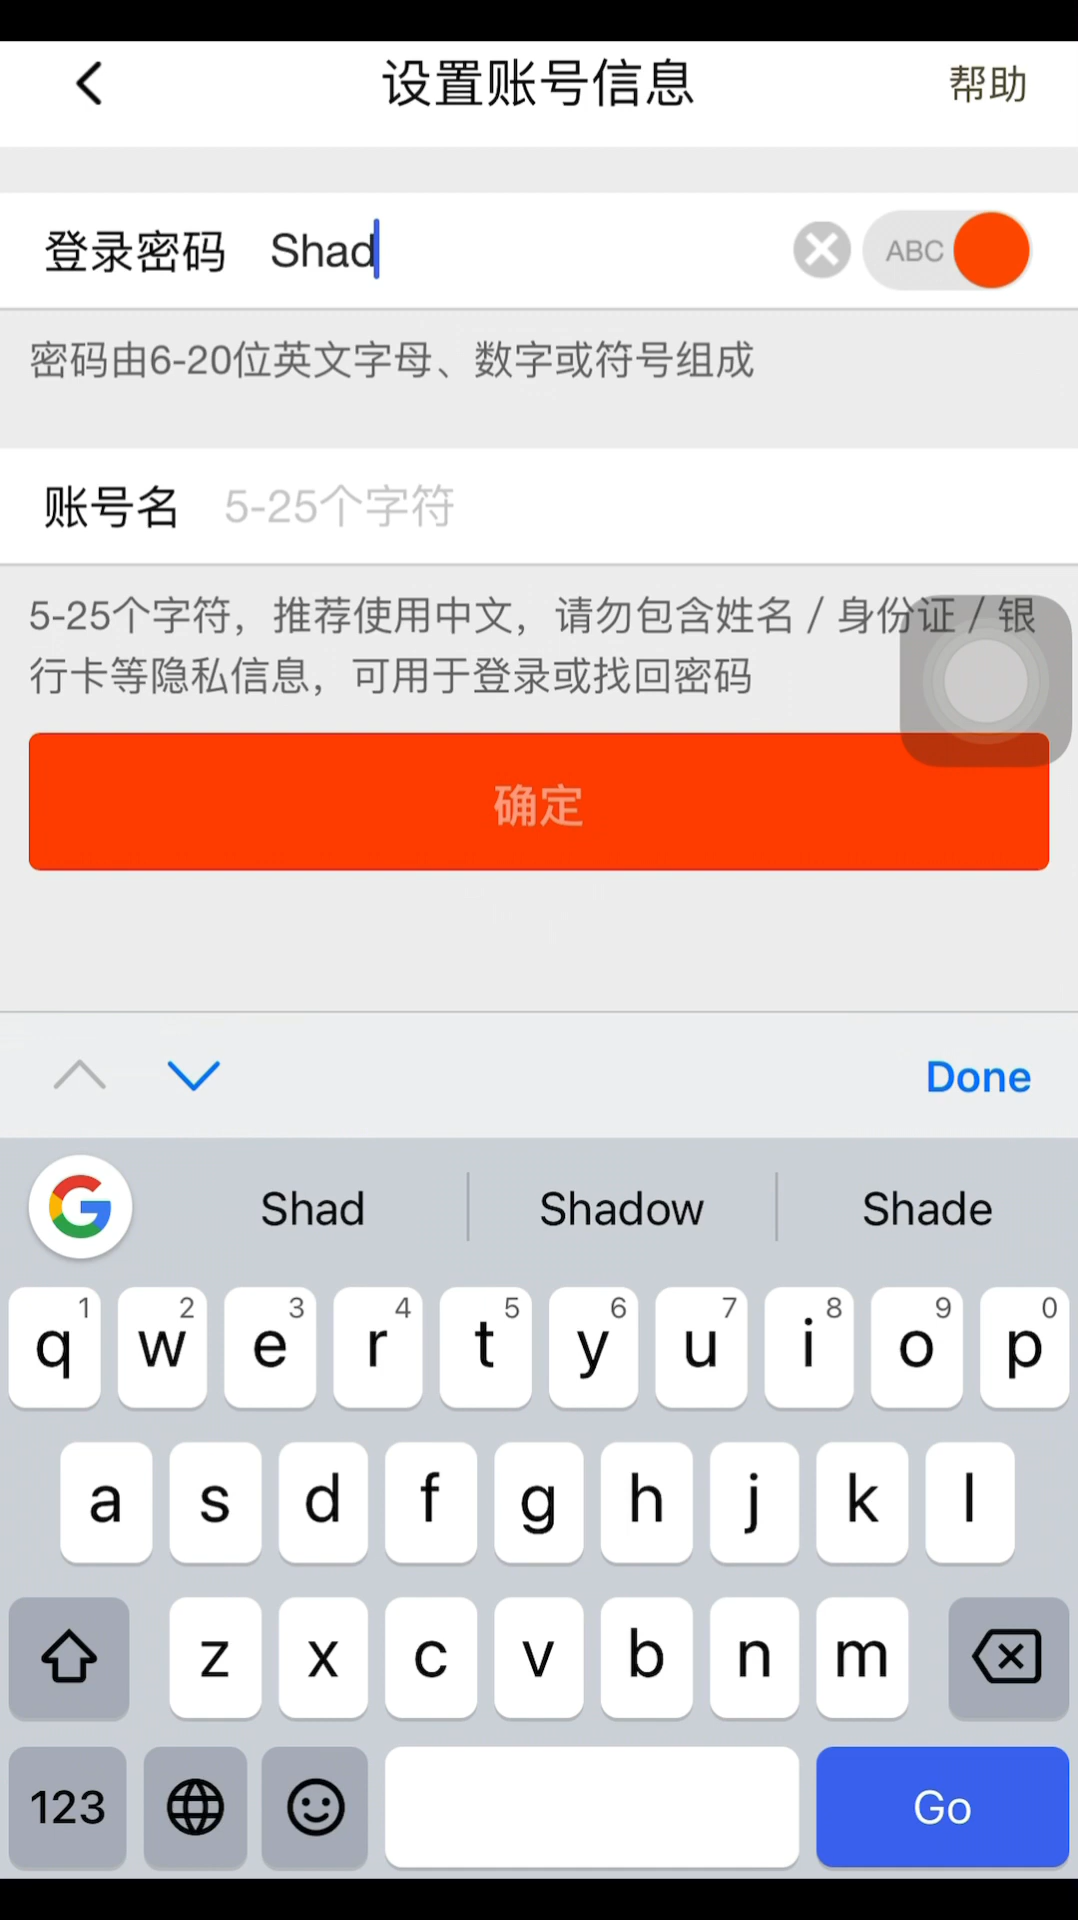 设置账号信息
帮助
登录密码 Shad
ABC
密码由6-20位英文字母、数字或符号组成
账号名 5-25个字符
5-25个字符，推荐使用中文，请勿包含姓名 / 身份证 / 银
行卡等隐私信息，可用于登录或找回密码
确定
Done
G Shad Shadow Shade
1 2 3 4 5 6 7 8 9 0
q w e r t y u i o p
a s d f g h j k l
z x c v b n m
123 Go